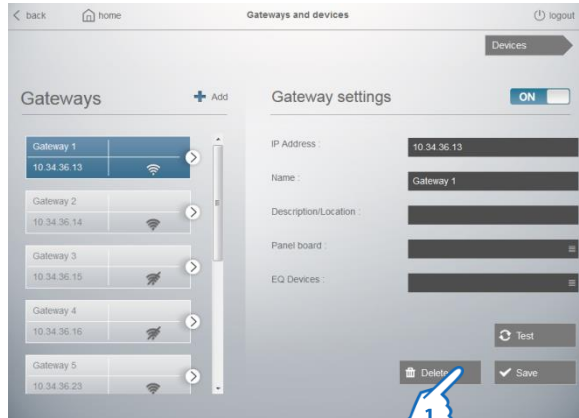 back
home
Gateways and devices
logout
Devices
Gateways
Add
Gateway 1
10.34.36.13
Gateway 2
10.34.36.14
Gateway 3
10.34.36.15
Gateway 4
10.34.36.16
Gateway 5
10.34.36.23
Gateway settings
ON
IP Address :
10.34.36.13
Name :
Gateway 1
Description/Location :
Panel board :
EQ Devices :
Test
Delete
Save
1